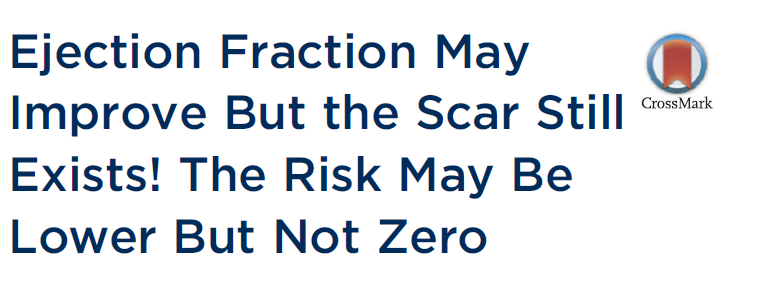 Ejection Fraction May
Improve But the Scar Still
Exists! The Risk May Be
Lower But Not Zero
CrossMark